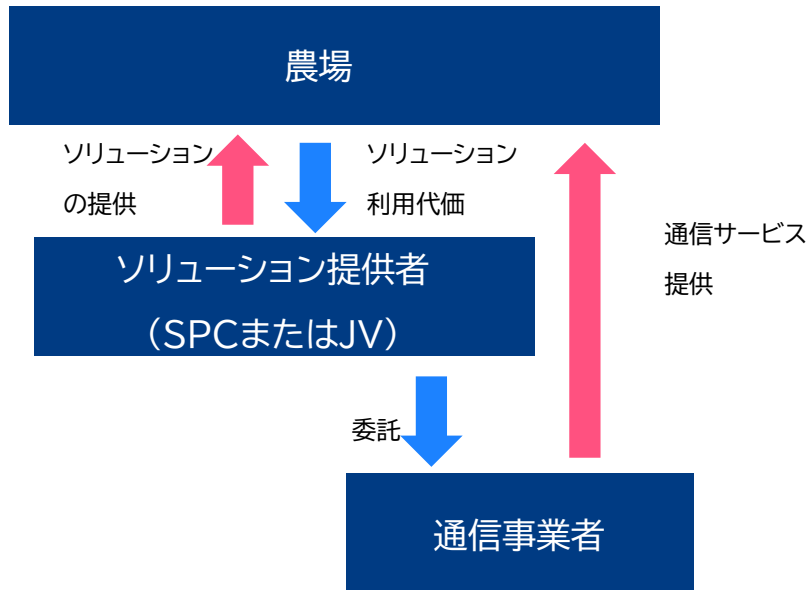 農場
ソリューション
の提供
ソリューション
利用代価
通信サービス
提供
ソリューション提供者
（SPCまたはJV）
委託
通信事業者